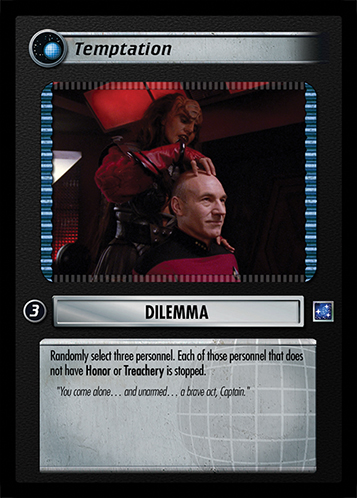 Temptation
3
DILEMMA
Randomly select three personnel. Each of those personnel that does
not have Honor or Treachery is stopped.
"You come alone… and unarmed… a brave act, Captain."